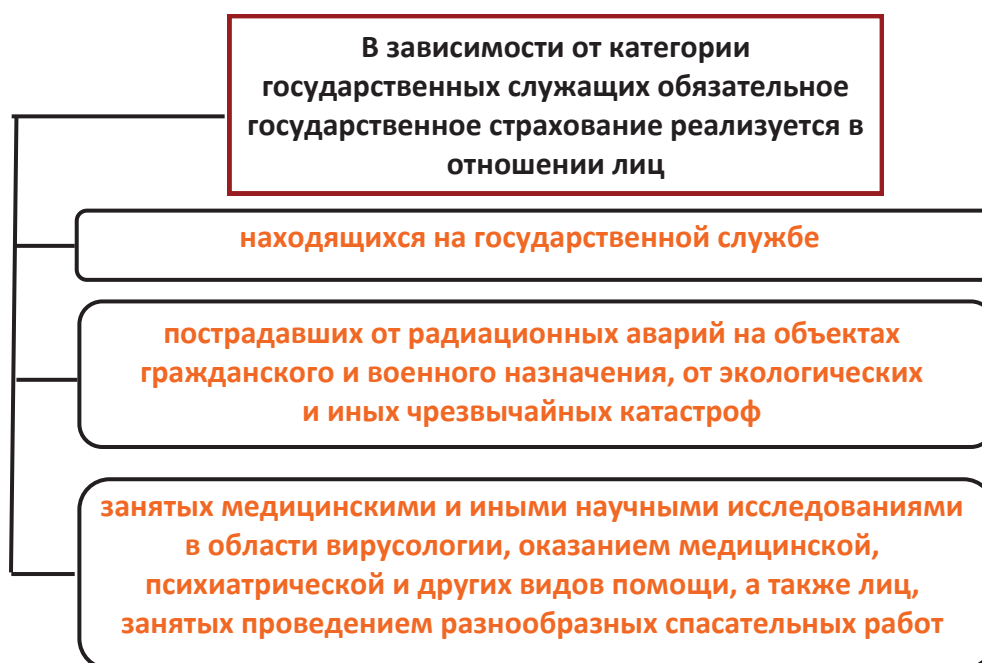 В зависимости от категории
государственных служащих обязательное
государственное страхование реализуется в
отношении лиц
находящихся на государственной службе
пострадавших от радиационных аварий на объектах
гражданского и военного назначения, от экологических
и иных чрезвычайных катастроф
занятых медицинскими и иными научными исследованиями
в области вирусологии, оказанием медицинской,
психиатрической и других видов помощи, а также лиц,
занятых проведением разнообразных спасательных работ